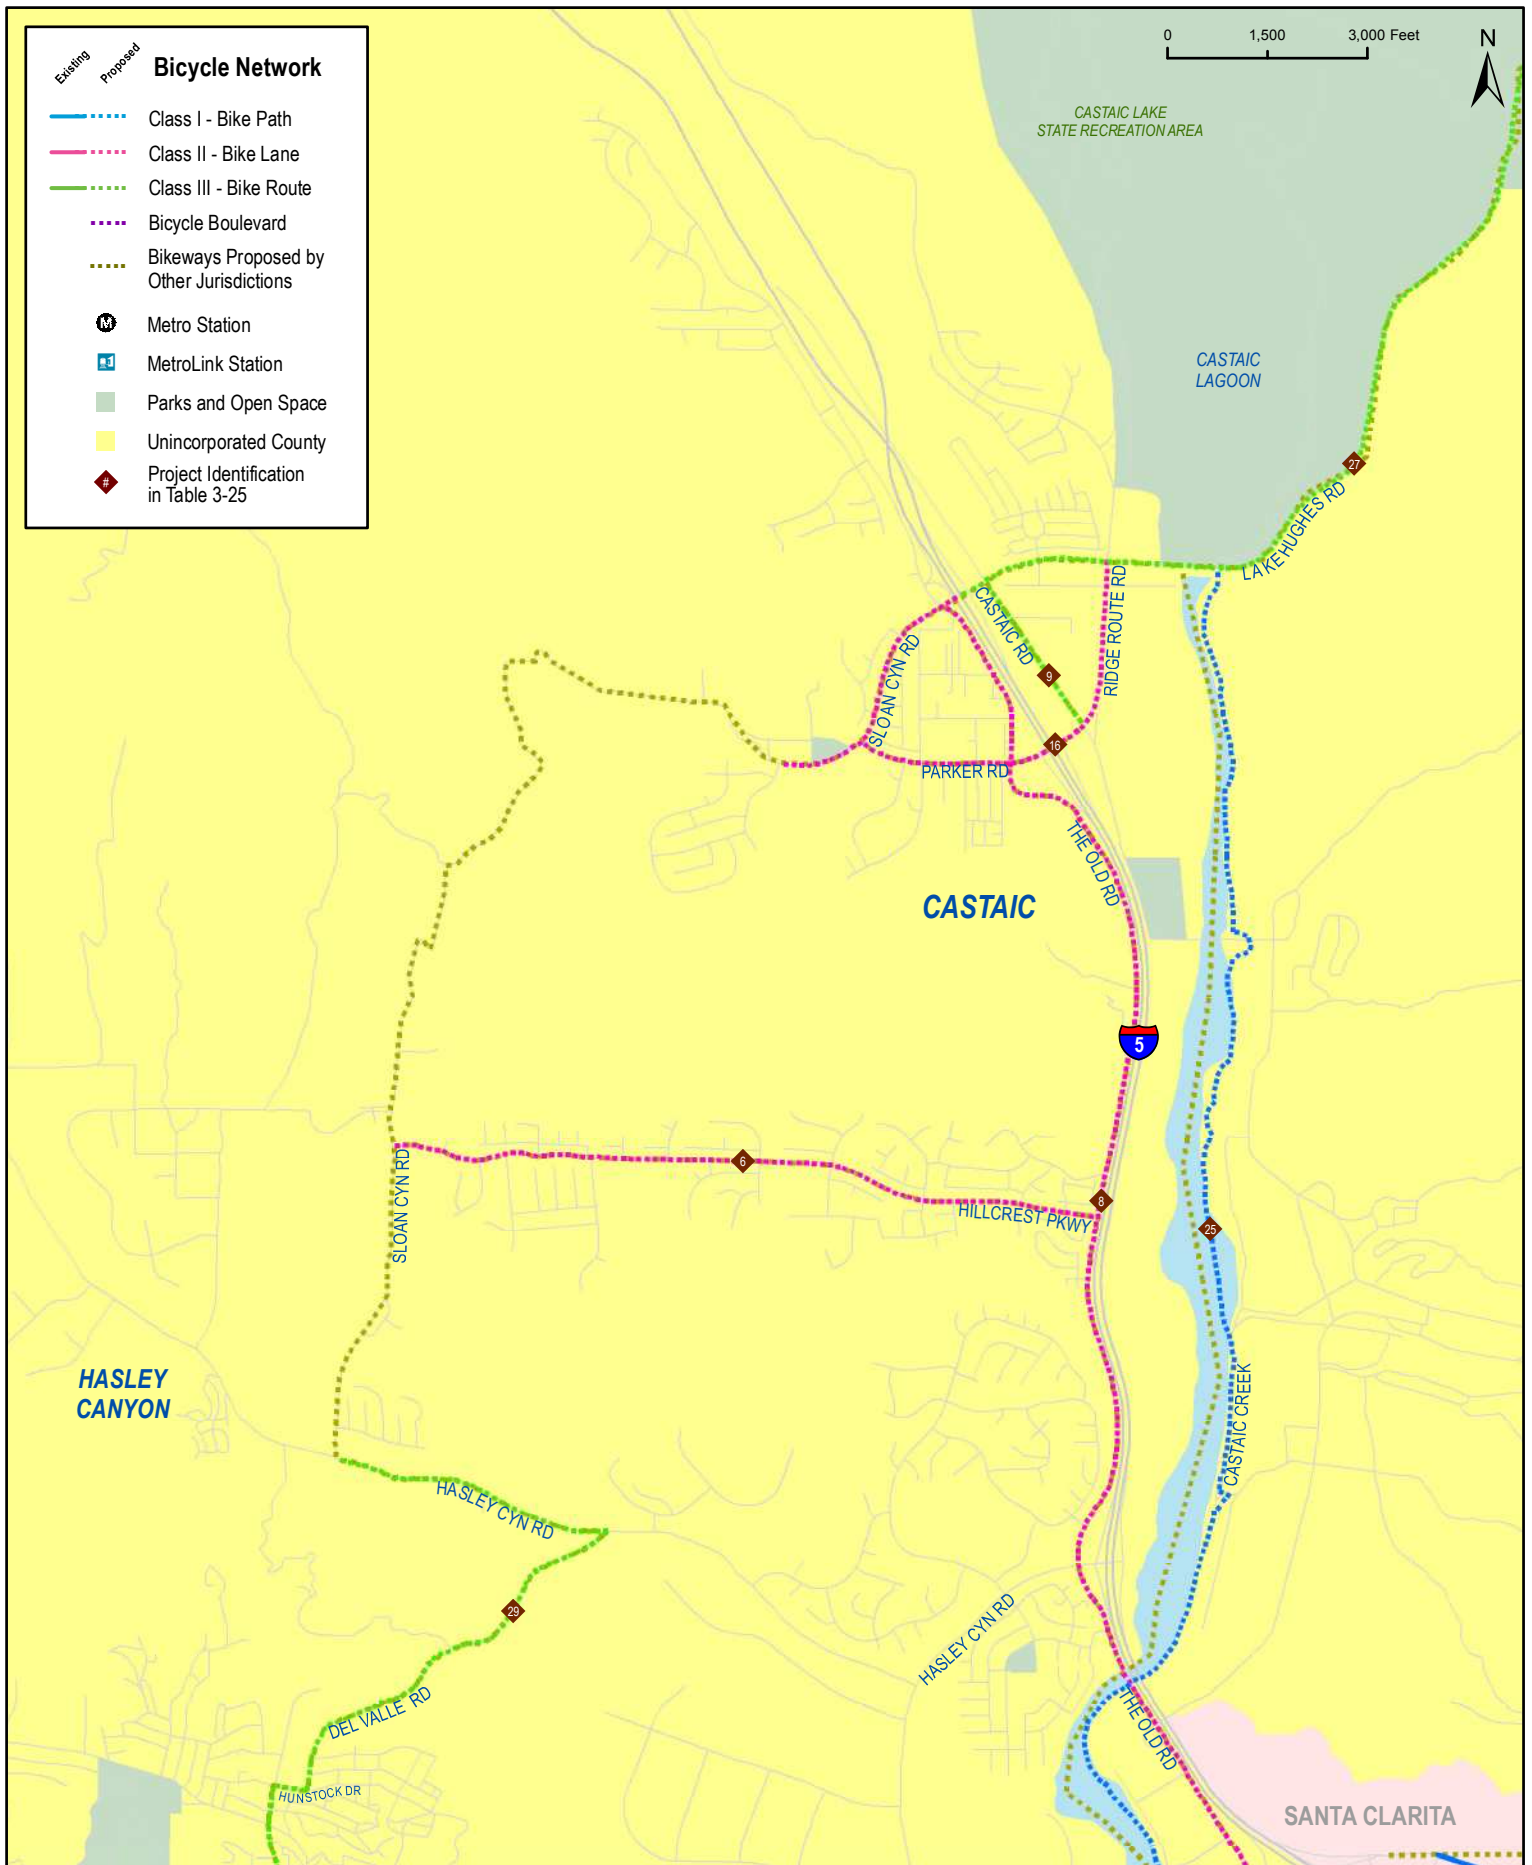 Existing
Proposed
Bicycle Network
Class I - Bike Path
Class II - Bike Lane
Class III - Bike Route
Bicycle Boulevard
Bikeways Proposed by
Other Jurisdictions
M
Metro Station
MetroLink Station
Parks and Open Space
Unincorporated County
#
Project Identification
in Table 3-25
0 1,500 3,000 Feet
N
CASTAIC LAKE
STATE RECREATION AREA
CASTAIC
LAGOON
27
LAKEHUGHES RD
CASTAIC RD
RIDGE ROUTE RD
SLOAN CYN RD
9
16
PARKER RD
THE OLD RD
CASTAIC
5
SLOAN CYN RD
6
8
HILLCREST PKWY
25
HASLEY
CANYON
CASTAIC CREEK
HASLEY CYN RD
29
HASLEY CYN RD
DEL VALLE RD
THE OLD RD
HUNSTOCK DR
SANTA CLARITA